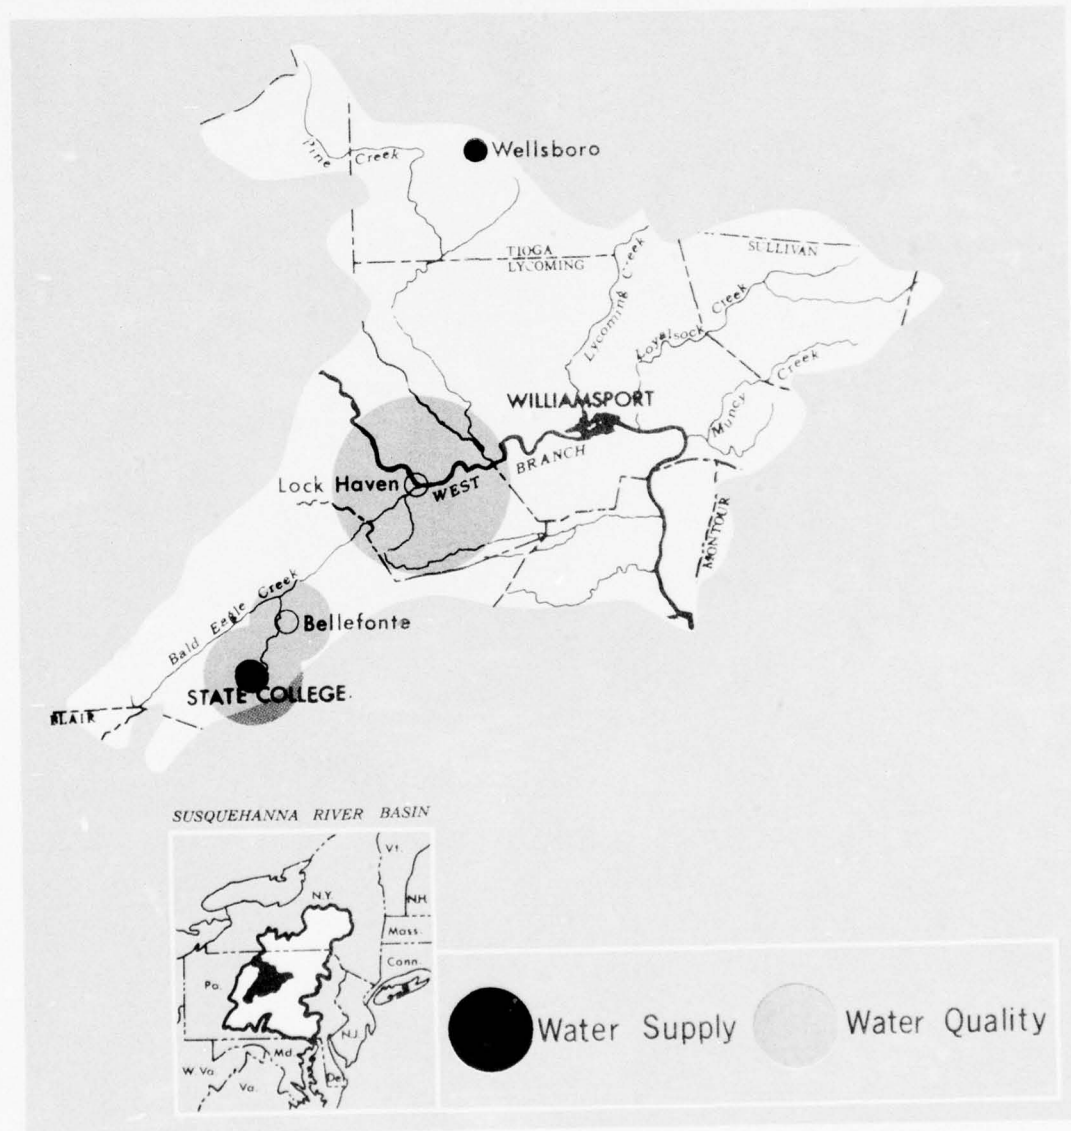 Wellsboro
Pine Creek
TIOGA
LYCOMING
SULLIVAN
Lycoming Creek
Loyalsock Creek
Muncy Creek
WILLIAMSPORT
WEST BRANCH
Lock Haven
MONTOUR
Bald Eagle Creek
Bellefonte
STATE COLLEGE.
BLAIR
SUSQUEHANNA RIVER BASIN
Vt.
N.Y.
N.H.
Mass.
Conn.
Pa.
N.J.
Md.
W.Va.
Va.
De.
Water Supply
Water Quality